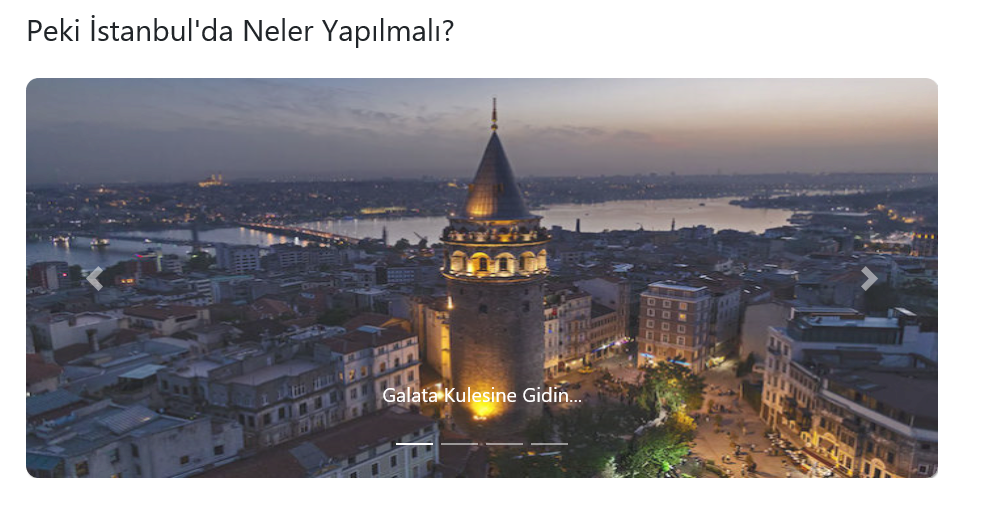 Peki İstanbul'da Neler Yapılmalı?
Galata Kulesine Gidin...